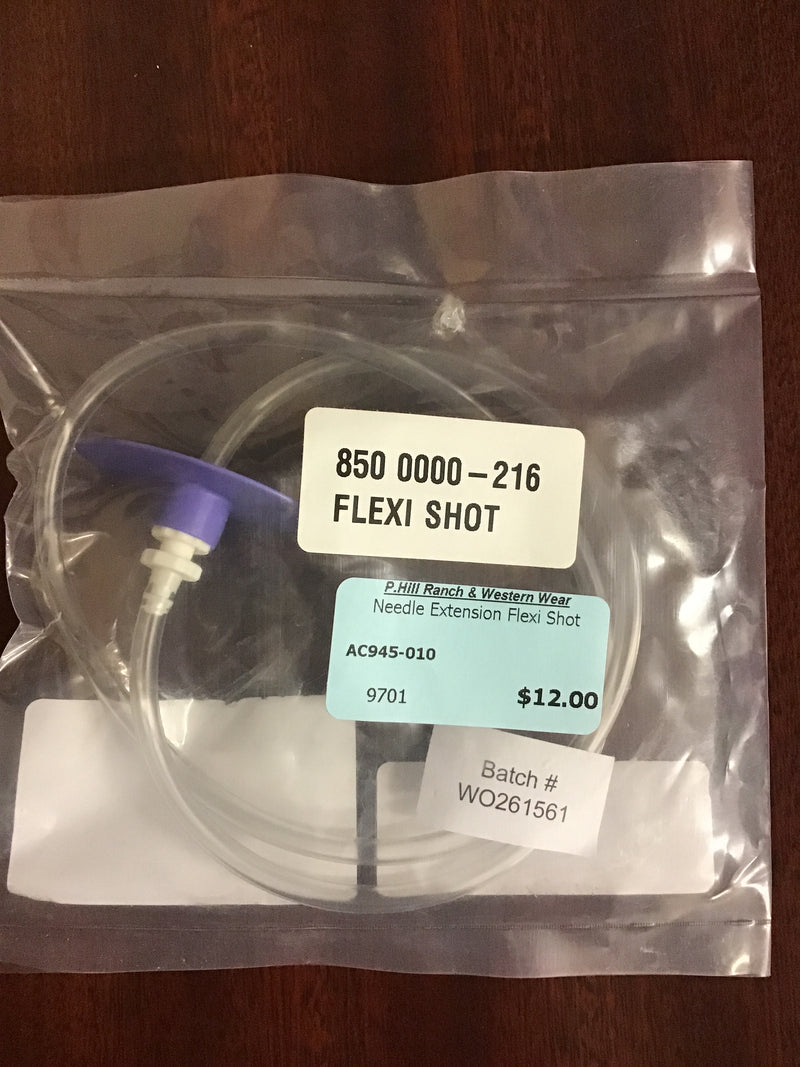 850 0000-216
FLEXI SHOT
P.Hill Ranch & Western Wear
Needle Extension Flexi Shot
AC945-010
9701 $12.00
Batch #
WO261561